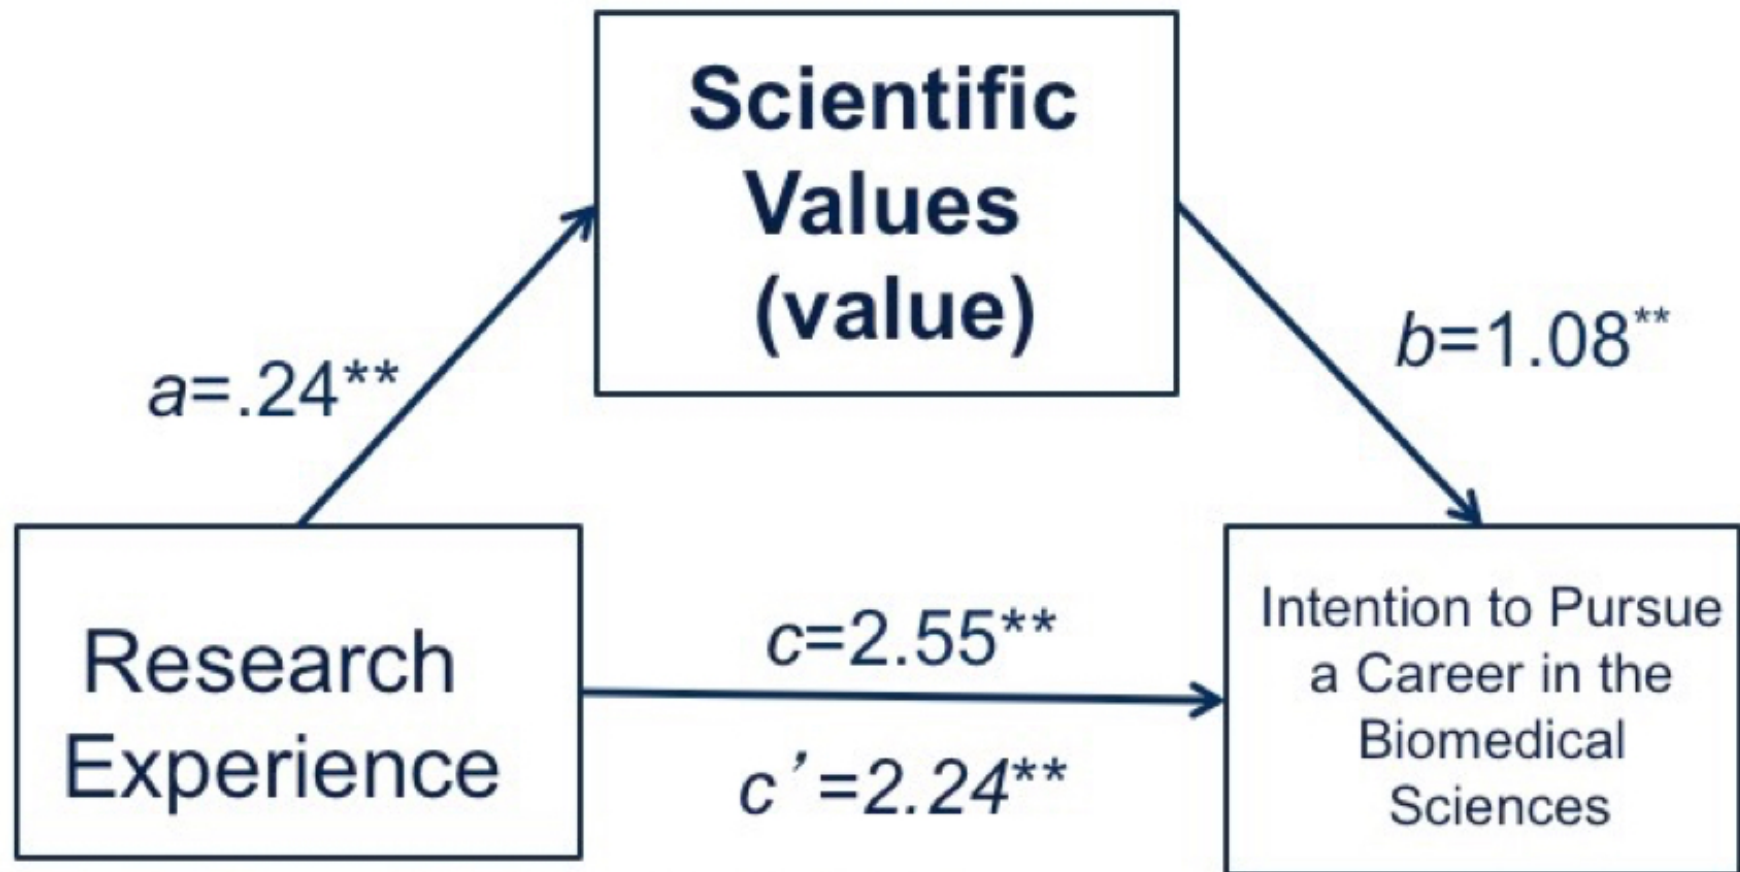 Scientific
Values
(value)
a=.24**
b=1.08**
Research
Experience
c=2.55**
c’=2.24**
Intention to Pursue
a Career in the
Biomedical
Sciences